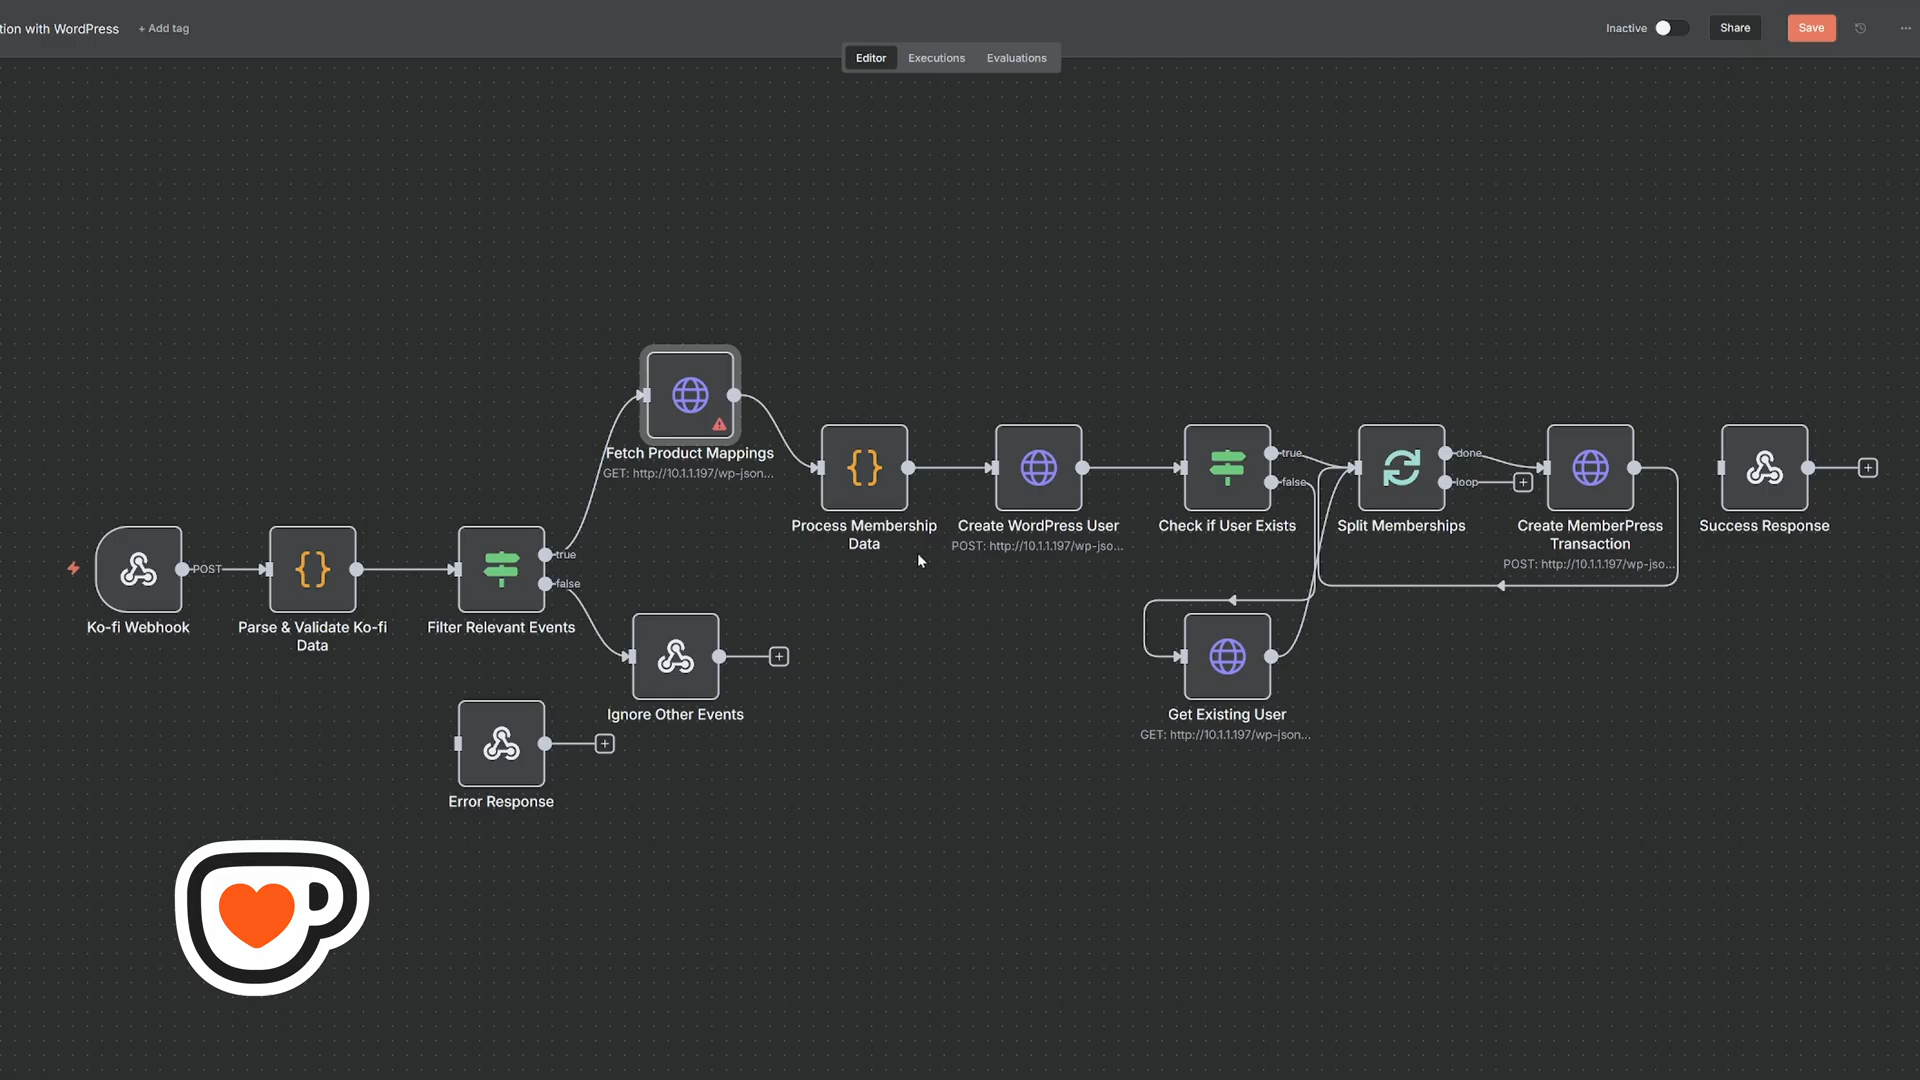 tion with WordPress
+ Add tag
Inactive
Share
Save
Editor
Executions
Evaluations
Fetch Product Mappings
GET: http://10.1.1.197/wp-json...
Process Membership
Data
Create WordPress User
POST: http://10.1.1.197/wp-jso...
true
false
Check if User Exists
done
loop
Split Memberships
Create MemberPress
Transaction
POST: http://10.1.1.197/wp-jso...
Success Response
POST
Ko-fi Webhook
Parse & Validate Ko-fi
Data
true
false
Filter Relevant Events
Ignore Other Events
Get Existing User
GET: http://10.1.1.197/wp-json...
Error Response